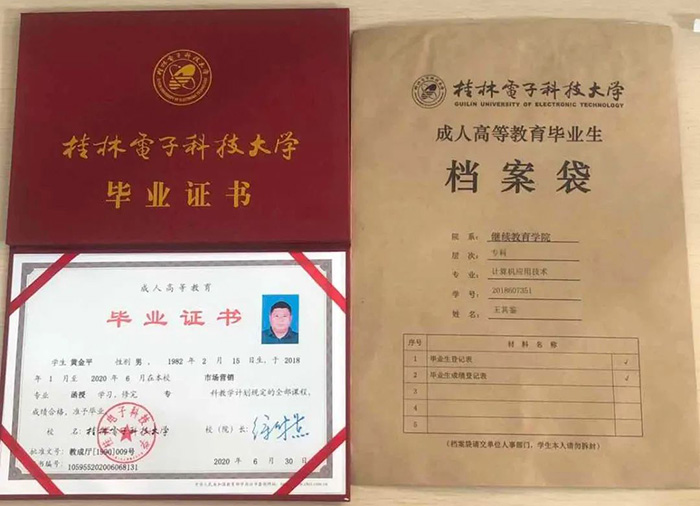 桂林電子科技大学
毕业证书
成人高等教育
毕业证书
学生 黄金平 性别 男 ，1982 年 2 月 15 日生，于 2018
年 1 月至 2020 年 6 月在本校 市场营销
专业 函授 学习，修完 专 科教学计划规定的全部课程，
成绩合格，准予毕业。
校 名：桂林电子科技大学 校（院）长：
批准文号：教成厅[1990]009号
证书编号：105955202006068131 2020 年 6 月 30 日
桂林電子科技大学
GUILIN UNIVERSITY OF ELECTRONIC TECHNOLOGY
成人高等教育毕业生
档案袋
院 系：继续教育学院
层 次：专科
专 业：计算机应用技术
学 号：2018607351
姓 名：王其鉴
序号 材 料 名 称
1 毕业生登记表 √
2 毕业生成绩登记表 √
3
4
5
(档案袋请交单位人事部门，学生本人请勿拆封)